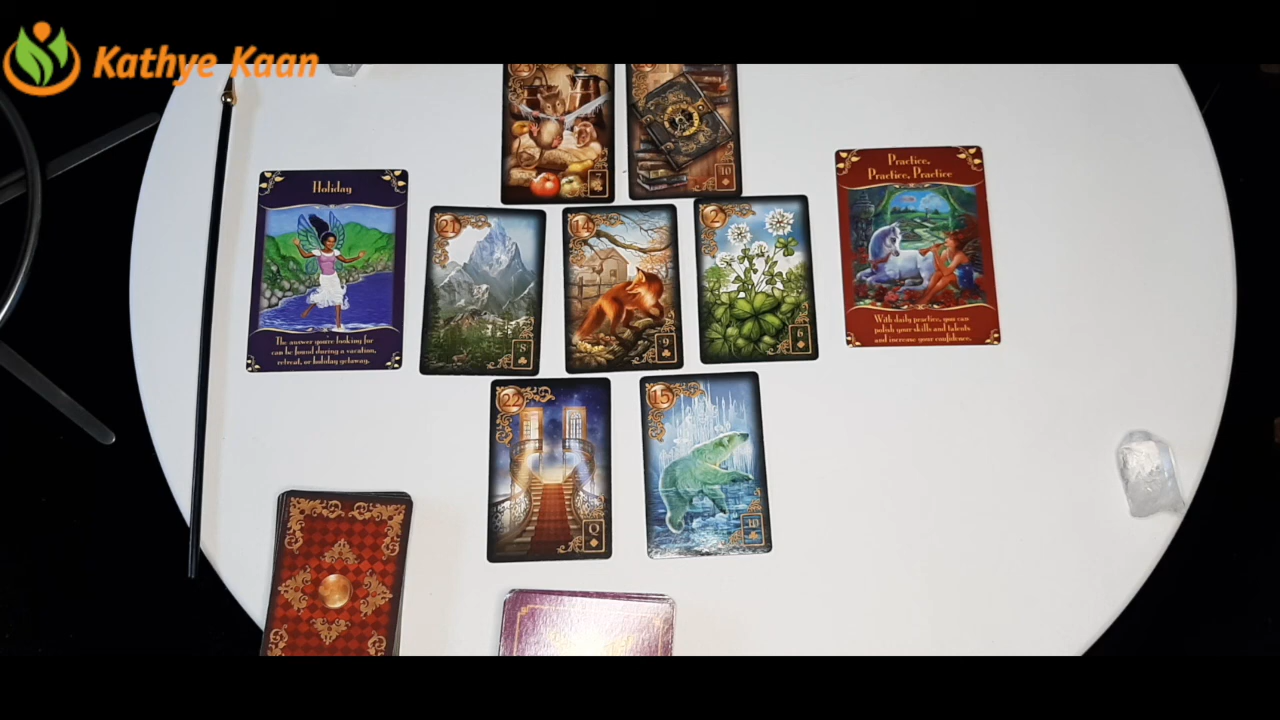 Kathye Kaan
23
7
10
Holiday
The answer you're looking for
can be found during a vacation,
retreat, or holiday getaway.
21
8
14
9
2
6
Practice,
Practice, Practice
With daily practice, you can
polish your skills and talents
and increase your confidence.
22
Q
15
10